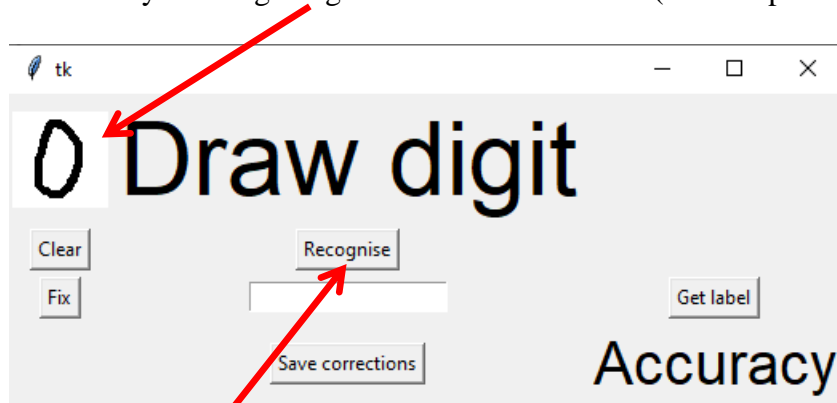 tk
0 Draw digit
Clear Recognise
Fix Get label
Save corrections Accuracy